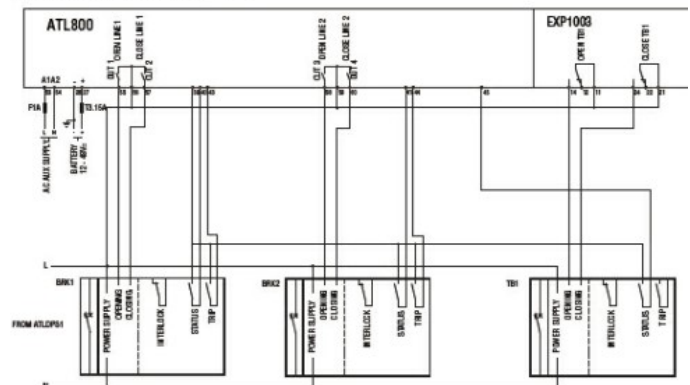 ATL800
EXP1003
OUT 1
OPEN LINE 1
CLOSE LINE 1
OUT 2
OUT 3
OPEN LINE 2
CLOSE LINE 2
OUT 4
OPEN TB1
CLOSE TB1
A1A2
- +
F1A
T3.15A
L N
- +
AC AUX SUPPLY
BATTERY
12 - 48Vdc
14
11
21
L
BRK1
BRK2
TB1
FROM ATLDPS1
POWER SUPPLY
OPENING
CLOSING
INTERLOCK
STATUS
TRIP
POWER SUPPLY
OPENING
CLOSING
INTERLOCK
STATUS
TRIP
POWER SUPPLY
OPENING
CLOSING
INTERLOCK
STATUS
TRIP